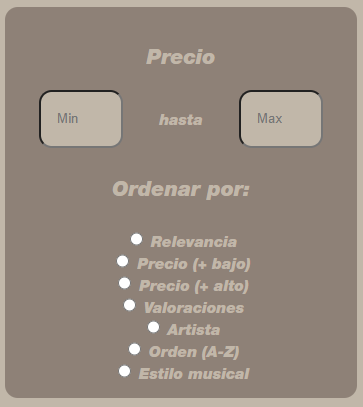 Precio
Min hasta Max
Ordenar por:
Relevancia
Precio (+ bajo)
Precio (+ alto)
Valoraciones
Artista
Orden (A-Z)
Estilo musical